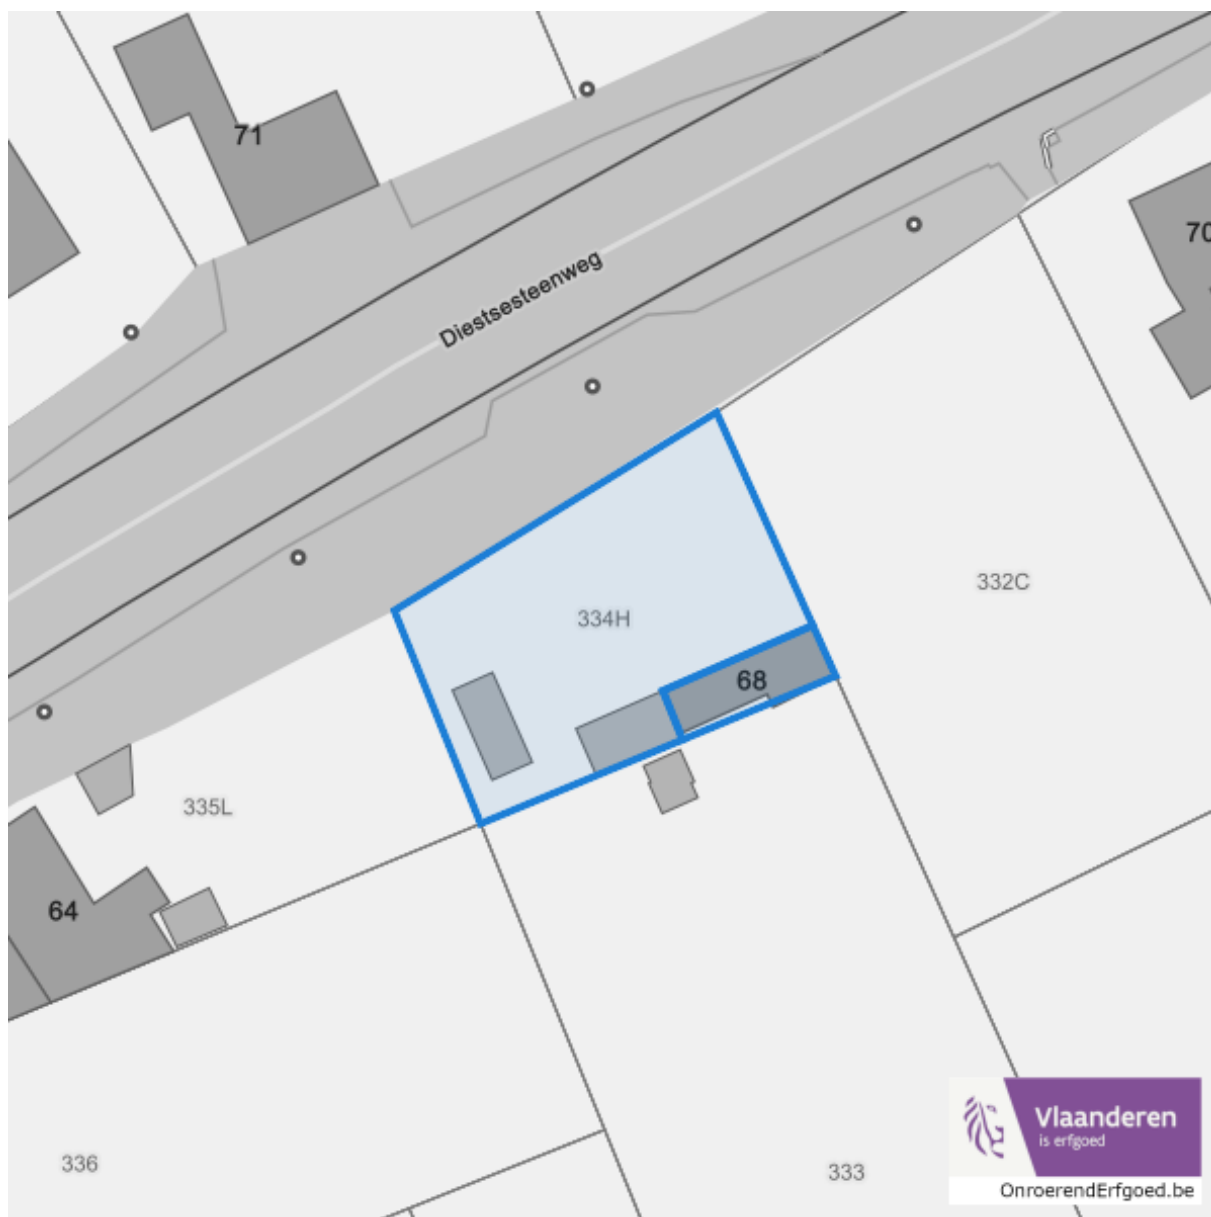 71
70
Diestsesteenweg
332C
334H
68
335L
64
336
333
Vlaanderen
is erfgoed
OnroerendErfgoed.be